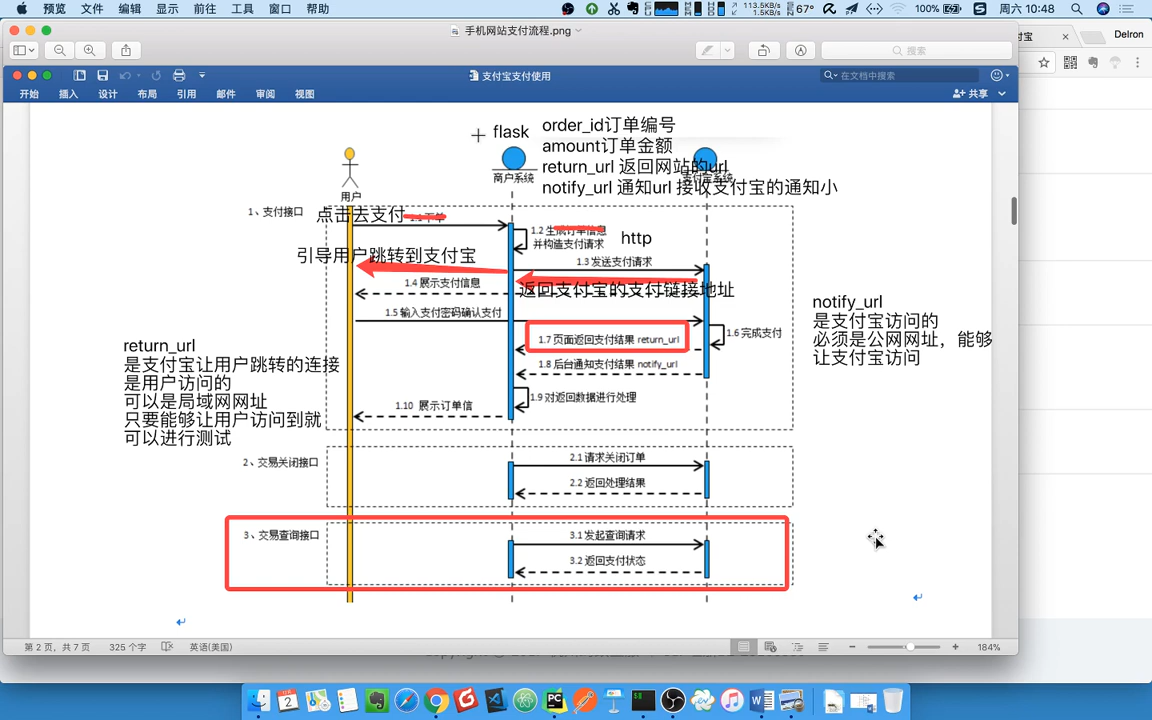 预览 文件 编辑 显示 前往 工具 窗口 帮助
113.5KB/s
1.5KB/s
67° 100% 周六 10:48
手机网站支付流程.png
搜索
Delron
支付宝支付使用
在文档中搜索
开始 插入 设计 布局 引用 邮件 审阅 视图
共享
flask
order_id订单编号
amount订单金额
return_url 返回网站的url
notify_url 通知url 接收支付宝的通知小
用户
商户系统
1、支付接口
点击去支付
1.2 生成订单信息
并构造支付请求
http
引导用户跳转到支付宝
1.3 发送支付请求
1.4 展示支付信息
返回支付宝的支付链接地址
1.5 输入支付密码确认支付
1.6 完成支付
1.7 页面返回支付结果 return_url
1.8 后台通知支付结果 notify_url
1.9 对返回数据进行处理
1.10 展示订单信
notify_url
是支付宝访问的
必须是公网网址，能够
让支付宝访问
return_url
是支付宝让用户跳转的连接
是用户访问的
可以是局域网网址
只要能够让用户访问到就
可以进行测试
2、交易关闭接口
2.1 请求关闭订单
2.2 返回处理结果
3、交易查询接口
3.1 发起查询请求
3.2 返回支付状态
第 2 页，共 7 页 325 个字 英语(美国)
184%